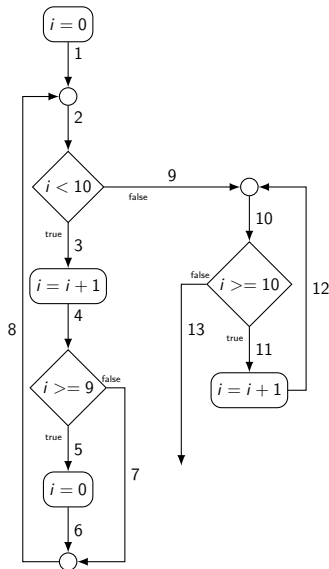 i = 0
1
2
i < 10
9
false
true
3
10
i = i + 1
i >= 10
false
4
12
8
13
true
11
i >= 9
false
i = i + 1
true
5
7
i = 0
6